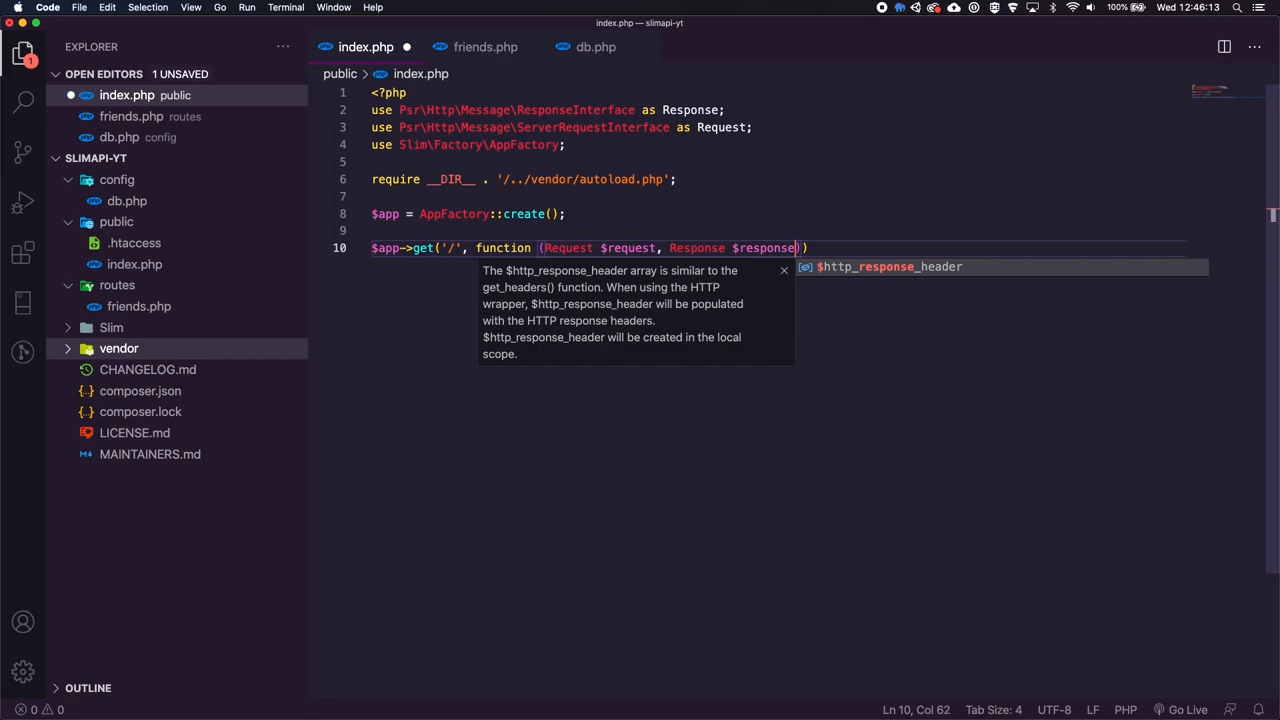 Code File Edit Selection View Go Run Terminal Window Help 100% Wed 12:46:13
index.php — slimapi-yt
EXPLORER
index.php friends.php db.php
OPEN EDITORS 1 UNSAVED
index.php public
friends.php routes
db.php config
SLIMAPI-YT
config
db.php
public
.htaccess
index.php
routes
friends.php
Slim
vendor
CHANGELOG.md
composer.json
composer.lock
LICENSE.md
MAINTAINERS.md
OUTLINE
1
public > index.php
1 <?php
2 use Psr\Http\Message\ResponseInterface as Response;
3 use Psr\Http\Message\ServerRequestInterface as Request;
4 use Slim\Factory\AppFactory;
5
6 require __DIR__ . '/../vendor/autoload.php';
7
8 $app = AppFactory::create();
9
10 $app->get('/', function (Request $request, Response $response))
$http_response_header
The $http_response_header array is similar to the
get_headers() function. When using the HTTP
wrapper, $http_response_header will be populated
with the HTTP response headers.
$http_response_header will be created in the local
scope.
0 0 Ln 10, Col 62 Tab Size: 4 UTF-8 LF PHP Go Live